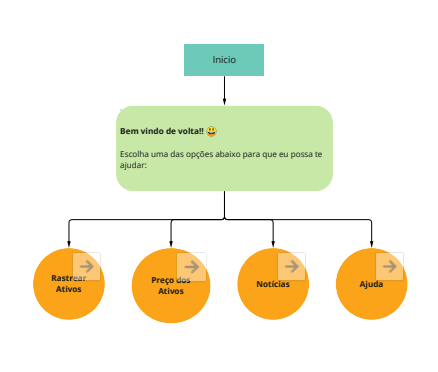 Inicio
Bem vindo de volta!! 😃
Escolha uma das opções abaixo para que eu possa te
ajudar:
Rastrear
Ativos
Preço dos
Ativos
Notícias
Ajuda